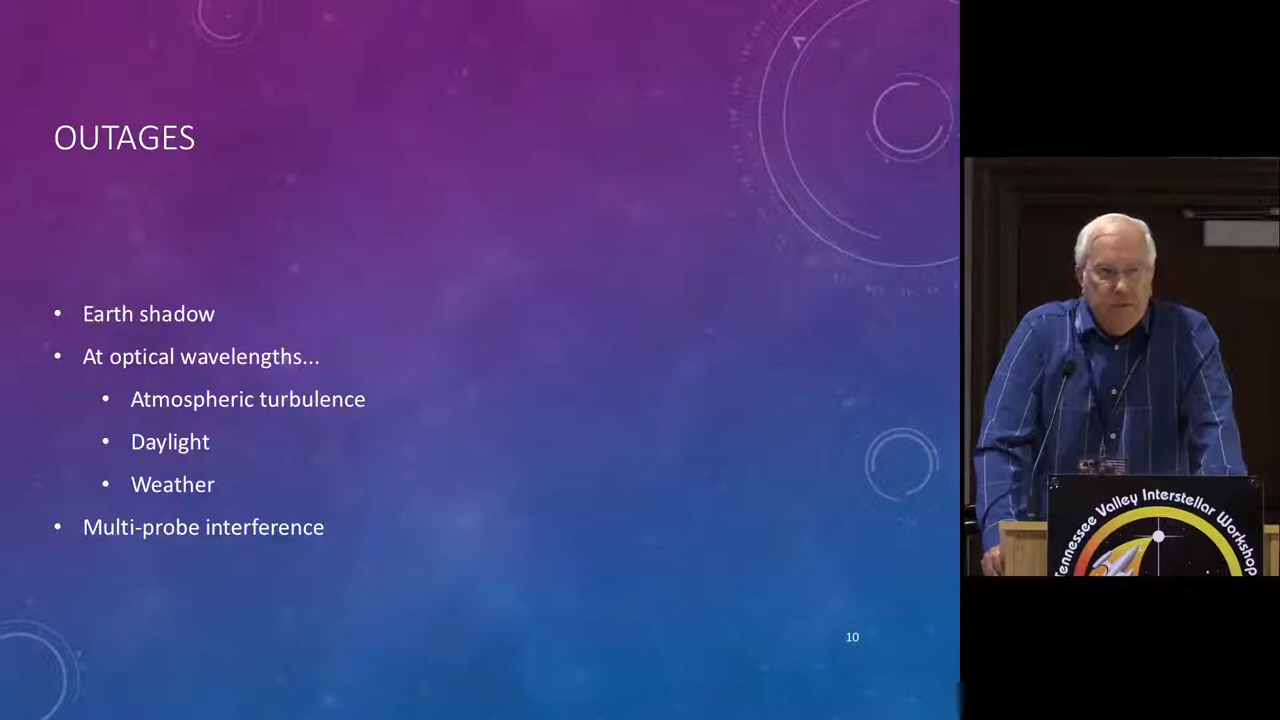 OUTAGES
• Earth shadow
• At optical wavelengths...
• Atmospheric turbulence
• Daylight
• Weather
• Multi-probe interference
10
Tennessee Valley Interstellar Workshop